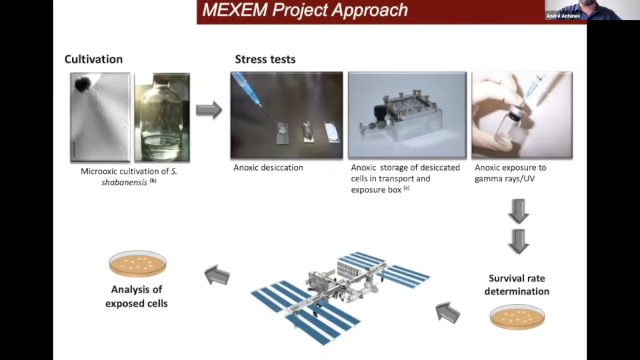 MEXEM Project Approach
André Antunes
Cultivation
Stress tests
Microoxic cultivation of S.
shabanensis (b)
Anoxic desiccation
Anoxic storage of desiccated
cells in transport and
exposure box (c)
Anoxic exposure to
gamma rays/UV
Survival rate
determination
Analysis of
exposed cells